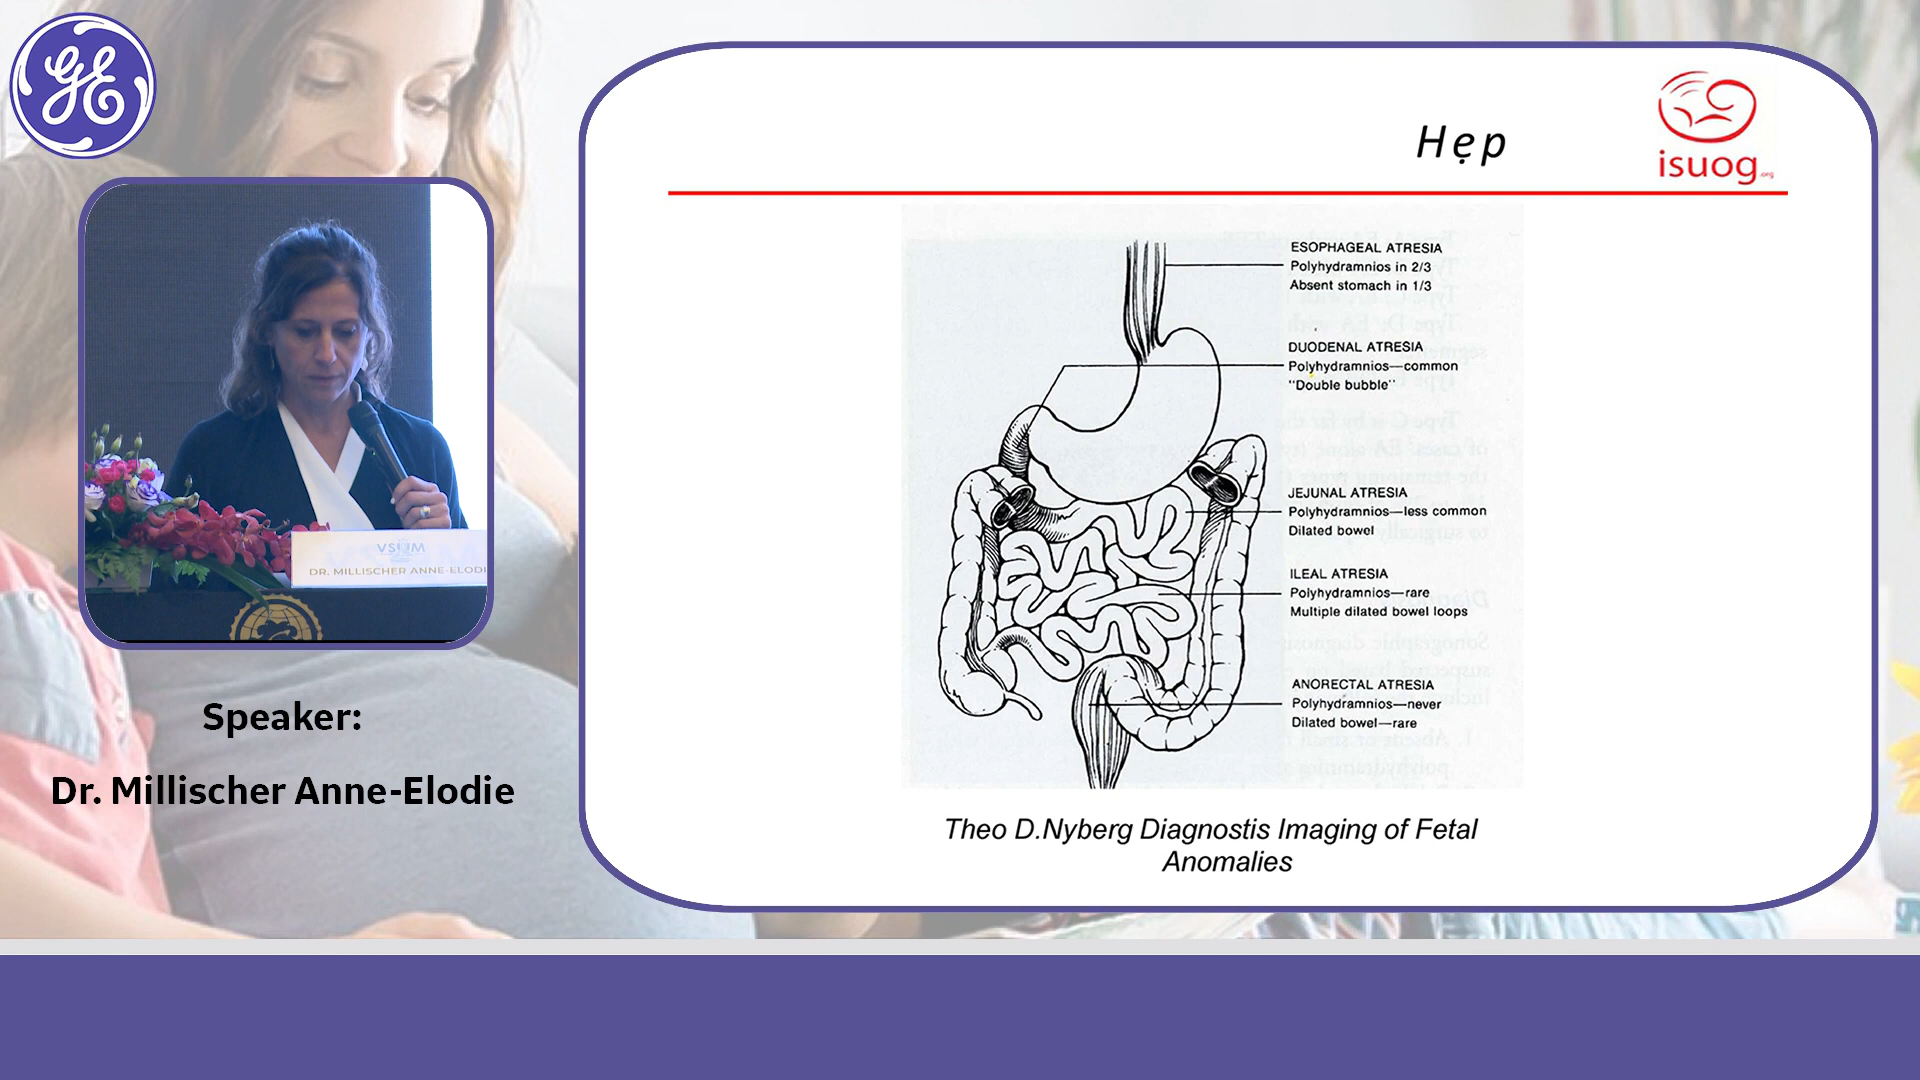 GE
VSUM
DR. MILLISCHER ANNE-ELODI
Speaker:
Dr. Millischer Anne-Elodie
Hẹp
isuog.org
ESOPHAGEAL ATRESIA
Polyhydramnios in 2/3
Absent stomach in 1/3
DUODENAL ATRESIA
Polyhydramnios—common
"Double bubble"
JEJUNAL ATRESIA
Polyhydramnios—less common
Dilated bowel
ILEAL ATRESIA
Polyhydramnios—rare
Multiple dilated bowel loops
ANORECTAL ATRESIA
Polyhydramnios—never
Dilated bowel—rare
Theo D.Nyberg Diagnostis Imaging of Fetal
Anomalies